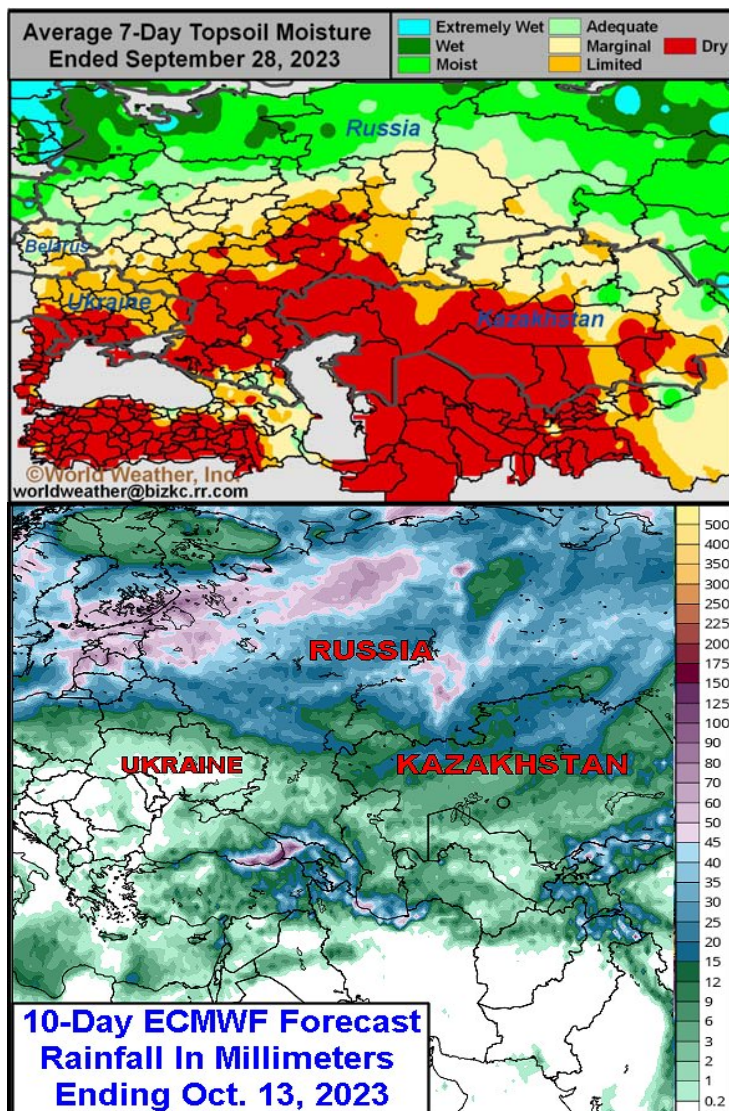 Average 7-Day Topsoil Moisture
Ended September 28, 2023
Extremely Wet
Wet
Moist
Adequate
Marginal
Limited
Dry
Russia
Belarus
Ukraine
Kazakhstan
©World Weather, Inc.
worldweather@bizkc.rr.com
RUSSIA
UKRAINE
KAZAKHSTAN
500
400
300
250
225
200
175
150
125
100
90
80
70
60
50
45
40
35
30
25
20
15
12
9
6
3
2
1
0.2
10-Day ECMWF Forecast
Rainfall In Millimeters
Ending Oct. 13, 2023